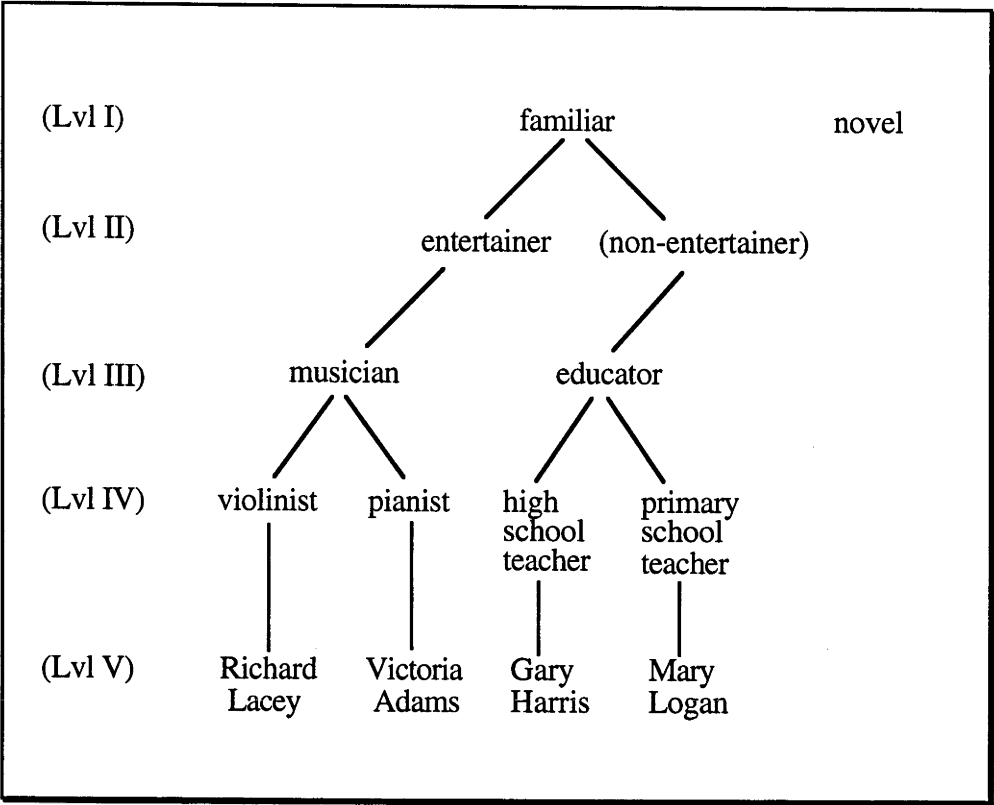 (Lvl I) familiar novel
(Lvl II) entertainer (non-entertainer)
(Lvl III) musician educator
(Lvl IV) violinist pianist high primary
school school
teacher teacher
(Lvl V) Richard Victoria Gary Mary
Lacey Adams Harris Logan